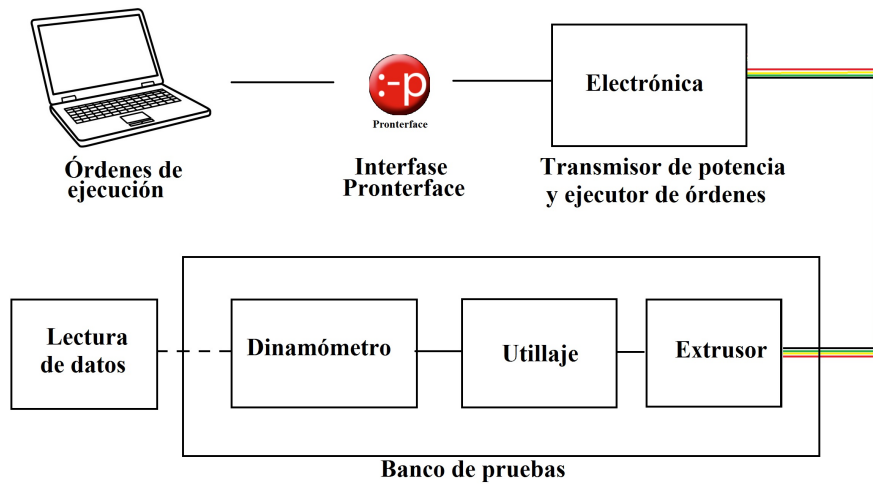 :-p
Pronterface
Electrónica
Órdenes de
ejecución
Interfase
Pronterface
Transmisor de potencia
y ejecutor de órdenes
Lectura
de datos
Dinamómetro
Utillaje
Extrusor
Banco de pruebas